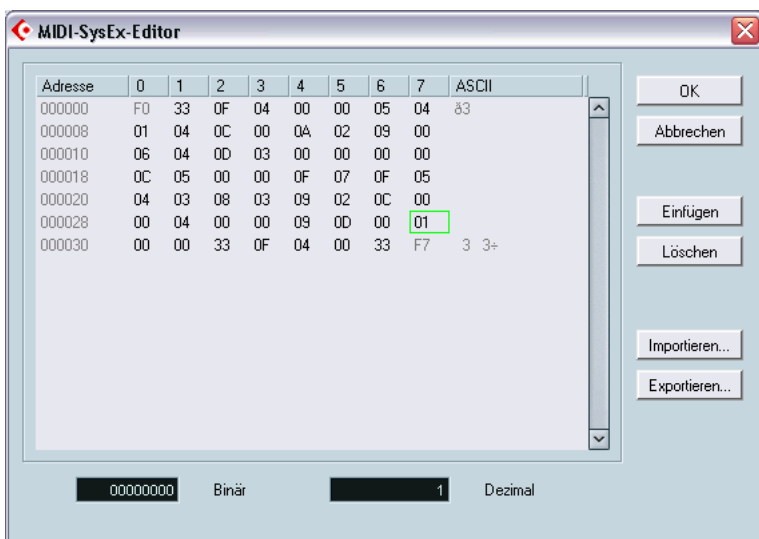 MIDI-SysEx-Editor
Adresse 0 1 2 3 4 5 6 7 ASCII
000000 F0 33 0F 04 00 00 05 04 ð3
000008 01 04 0C 00 0A 02 09 00
000010 06 04 0D 03 00 00 00 00
000018 0C 05 00 00 0F 07 0F 05
000020 04 03 08 03 09 02 0C 00
000028 00 04 00 00 09 0D 00 01
000030 00 00 33 0F 04 00 33 F7 3 3÷
OK
Abbrechen
Einfügen
Löschen
Importieren...
Exportieren...
00000000 Binär 1 Dezimal